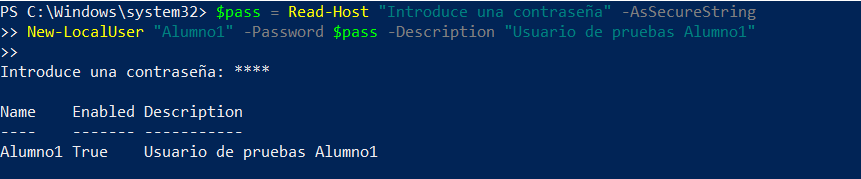 PS C:\Windows\system32> $pass = Read-Host "Introduce una contraseña" -AsSecureString
>> New-LocalUser "Alumno1" -Password $pass -Description "Usuario de pruebas Alumno1"
>>
Introduce una contraseña: ****
Name    Enabled Description
----    ------- -----------
Alumno1 True    Usuario de pruebas Alumno1